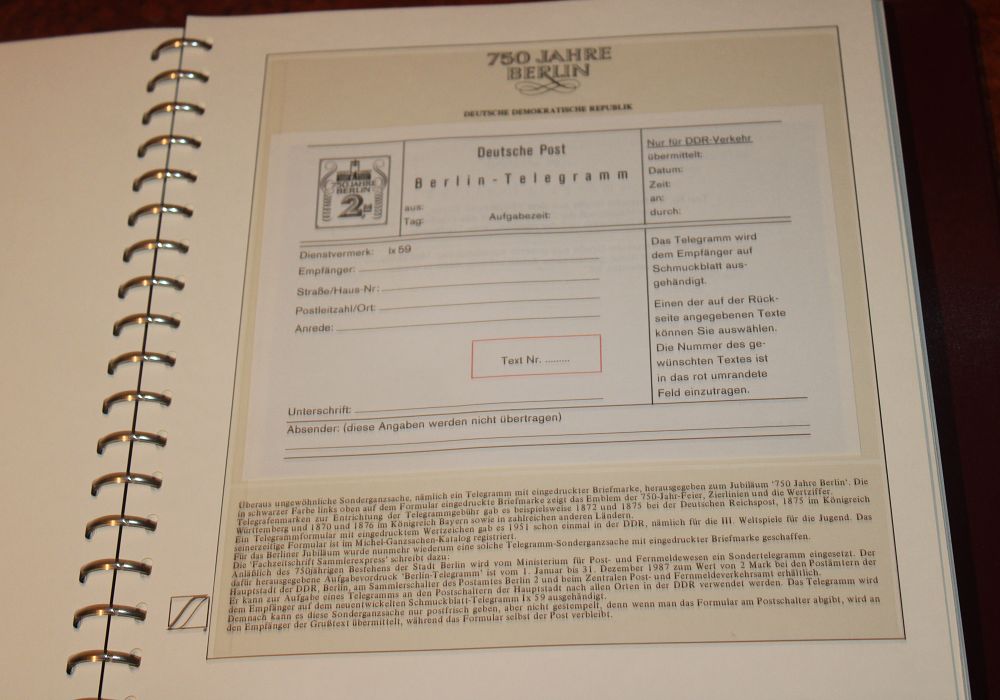 750 JAHRE
BERLIN
DEUTSCHE DEMOKRATISCHE REPUBLIK
750 JAHRE
BERLIN
2M
Deutsche Post
Berlin-Telegramm
aus:
Tag: Aufgabezeit:
Nur für DDR-Verkehr
übermittelt:
Datum:
Zeit:
an:
durch:
Dienstvermerk: lx 59
Empfänger:
Straße/Haus-Nr:
Postleitzahl/Ort:
Anrede:
Text Nr. .........
Unterschrift:
Absender: (diese Angaben werden nicht übertragen)
Das Telegramm wird
dem Empfänger auf
Schmuckblatt aus-
gehändigt.
Einen der auf der Rück-
seite angegebenen Texte
können Sie auswählen.
Die Nummer des ge-
wünschten Textes ist
in das rot umrandete
Feld einzutragen.
Überaus ungewöhnliche Sonderganzsache, nämlich ein Telegramm mit eingedruckter Briefmarke, herausgegeben zum Jubiläum '750 Jahre Berlin'. Die
in schwarzer Farbe links oben auf dem Formular eingedruckte Briefmarke zeigt das Emblem der 750-Jahr-Feier, Zierlinien und die Wertziffer.
Telegrafenmarken zur Entrichtung der Telegrammgebühr gab es beispielsweise 1872 und 1875 bei der Deutschen Reichspost, 1875 im Königreich
Württemberg und 1870 und 1876 im Königreich Bayern sowie in zahlreichen anderen Ländern.
Ein Telegrammformular mit eingedrucktem Wertzeichen gab es 1951 schon einmal in der DDR, nämlich für die III. Weltspiele für die Jugend. Das
seinerzeitige Formular ist im Michel-Ganzsachen-Katalog registriert.
Für das Berliner Jubiläum wurde nunmehr wiederum eine solche Telegramm-Sonderganzsache mit eingedruckter Briefmarke geschaffen.
Die 'Fachzeitschrift Sammlerexpress' schreibt dazu:
Anläßlich des 750jährigen Bestehens der Stadt Berlin wird vom Ministerium für Post- und Fernmeldewesen ein Sondertelegramm eingesetzt. Der
dafür herausgegebene Aufgabevordruck 'Berlin-Telegramm' ist vom 1. Januar bis 31. Dezember 1987 zum Wert von 2 Mark bei den Postämtern der
Hauptstadt der DDR, Berlin, am Sammlerschalter des Postamtes Berlin 2 und beim Zentralen Post- und Fernmeldeverkehrsamt erhältlich.
Er kann zur Aufgabe eines Telegramms an den Postschaltern der Hauptstadt nach allen Orten in der DDR verwendet werden. Das Telegramm wird
dem Empfänger auf dem neuentwickelten Schmuckblatt-Telegramm lx 59 ausgehändigt.
Demnach kann es diese Sonderganzsache nur postfrisch geben, aber nicht gestempelt, denn wenn man das Formular am Postschalter abgibt, wird an
den Empfänger der Grußtext übermittelt, während das Formular selbst der Post verbleibt.